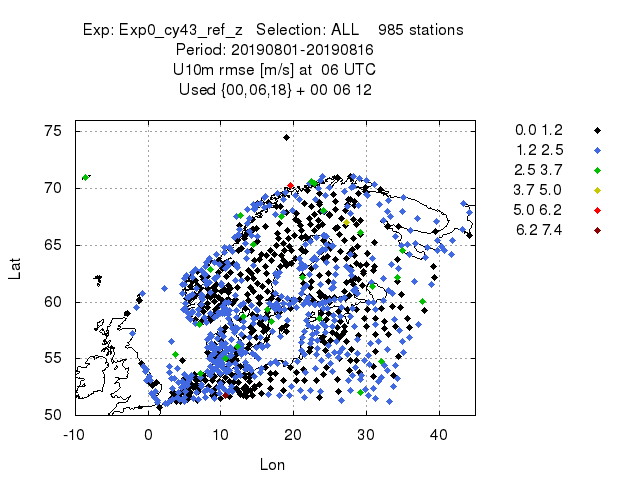 Exp: Exp0_cy43_ref_z Selection: ALL 985 stations
Period: 20190801-20190816
U10m rmse [m/s] at 06 UTC
Used {00,06,18} + 00 06 12
0.0 1.2
1.2 2.5
2.5 3.7
3.7 5.0
5.0 6.2
6.2 7.4
75
70
65
60
55
50
Lat
-10 0 10 20 30 40
Lon